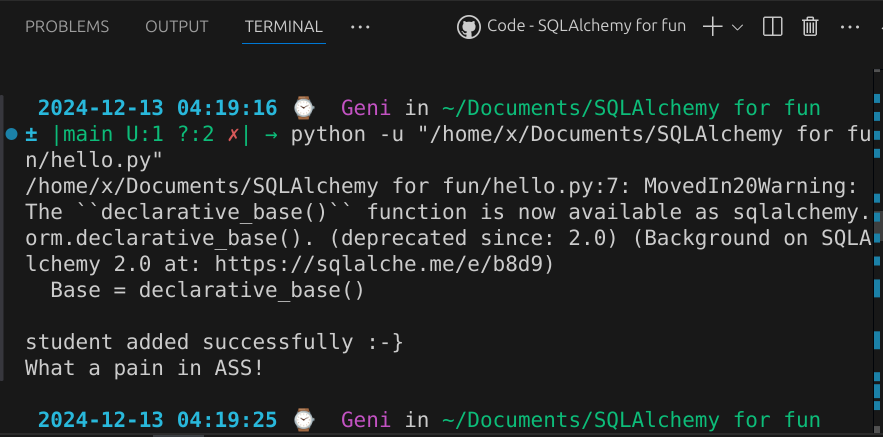 PROBLEMS OUTPUT TERMINAL ··· Code - SQLAlchemy for fun
2024-12-13 04:19:16 ⌚ Geni in ~/Documents/SQLAlchemy for fun
± |main U:1 ?:2 ✗| → python -u "/home/x/Documents/SQLAlchemy for fu
n/hello.py"
/home/x/Documents/SQLAlchemy for fun/hello.py:7: MovedIn20Warning:
The ``declarative_base()`` function is now available as sqlalchemy.
orm.declarative_base(). (deprecated since: 2.0) (Background on SQLA
lchemy 2.0 at: https://sqlalche.me/e/b8d9)
Base = declarative_base()
student added successfully :-}
What a pain in ASS!
2024-12-13 04:19:25 ⌚ Geni in ~/Documents/SQLAlchemy for fun